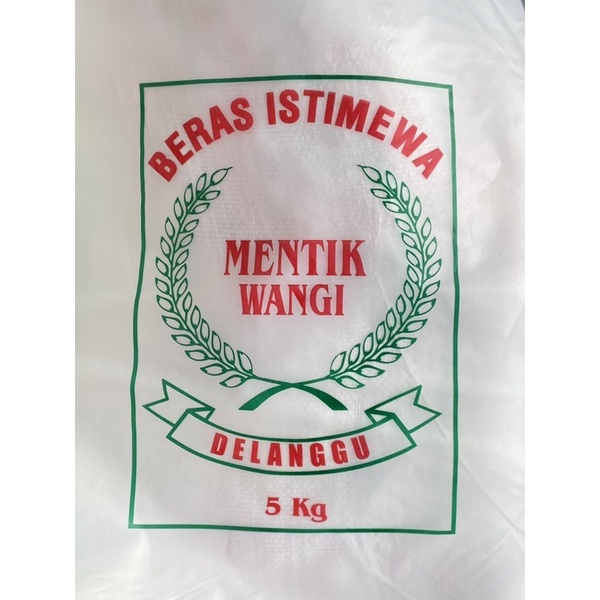 BERAS ISTIMEWA
MENTIK
WANGI
DELANGGU
5 Kg